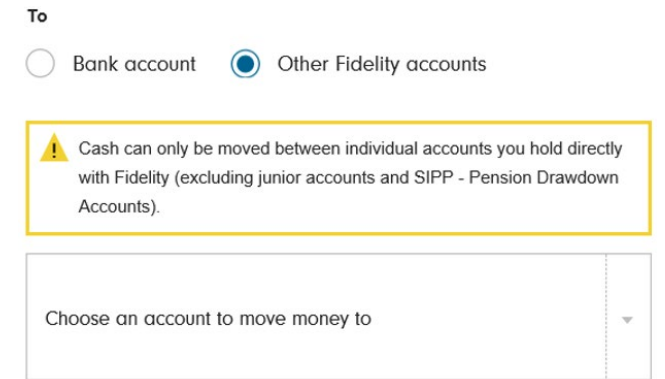 To
Bank account Other Fidelity accounts
Cash can only be moved between individual accounts you hold directly
with Fidelity (excluding junior accounts and SIPP - Pension Drawdown
Accounts).
Choose an account to move money to